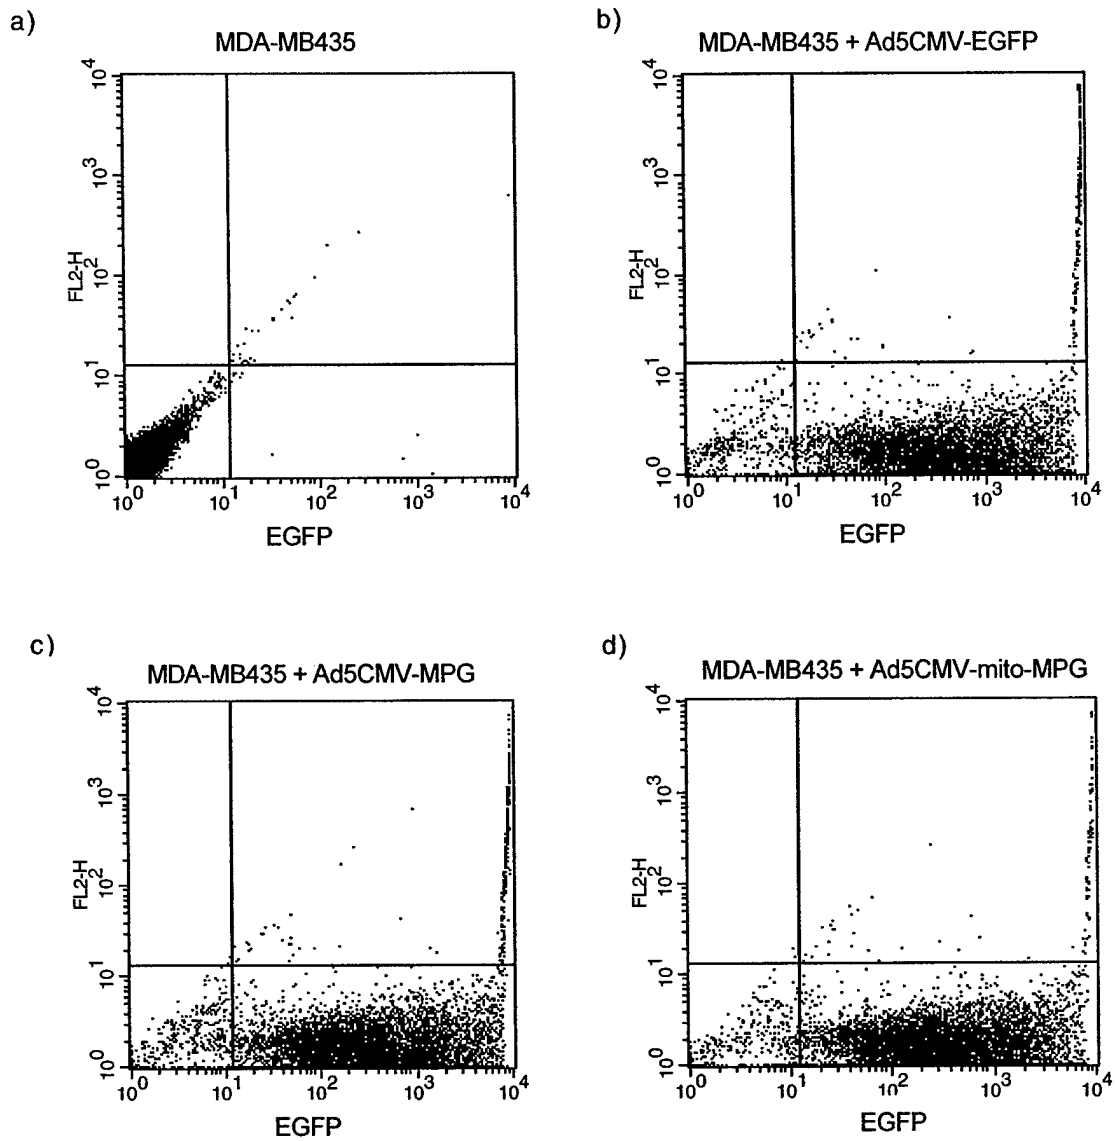 a)
MDA-MB435
10^4
10^3
FL2-H
10^2
10^1
10^0
10^0 10^1 10^2 10^3 10^4
EGFP
b)
MDA-MB435 + Ad5CMV-EGFP
10^4
10^3
FL2-H
10^2
10^1
10^0
10^0 10^1 10^2 10^3 10^4
EGFP
c)
MDA-MB435 + Ad5CMV-MPG
10^4
10^3
FL2-H
10^2
10^1
10^0
10^0 10^1 10^2 10^3 10^4
EGFP
d)
MDA-MB435 + Ad5CMV-mito-MPG
10^4
10^3
FL2-H
10^2
10^1
10^0
10^0 10^1 10^2 10^3 10^4
EGFP